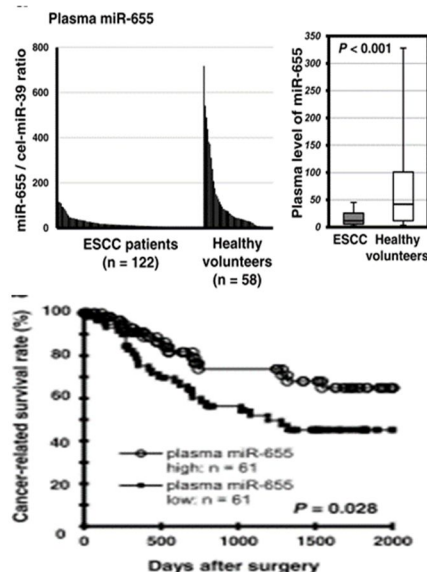 Plasma miR-655
miR-655 / cel-miR-39 ratio
800
600
400
200
0
ESCC patients
(n = 122)
Healthy
volunteers
(n = 58)
Plasma level of miR-655
P < 0.001
350
300
250
200
150
100
50
0
ESCC
Healthy
volunteers
Cancer-related survival rate (%)
100
80
60
40
20
0
plasma miR-655
high: n = 61
plasma miR-655
low: n = 61
P = 0.028
0
500
1000
1500
2000
Days after surgery